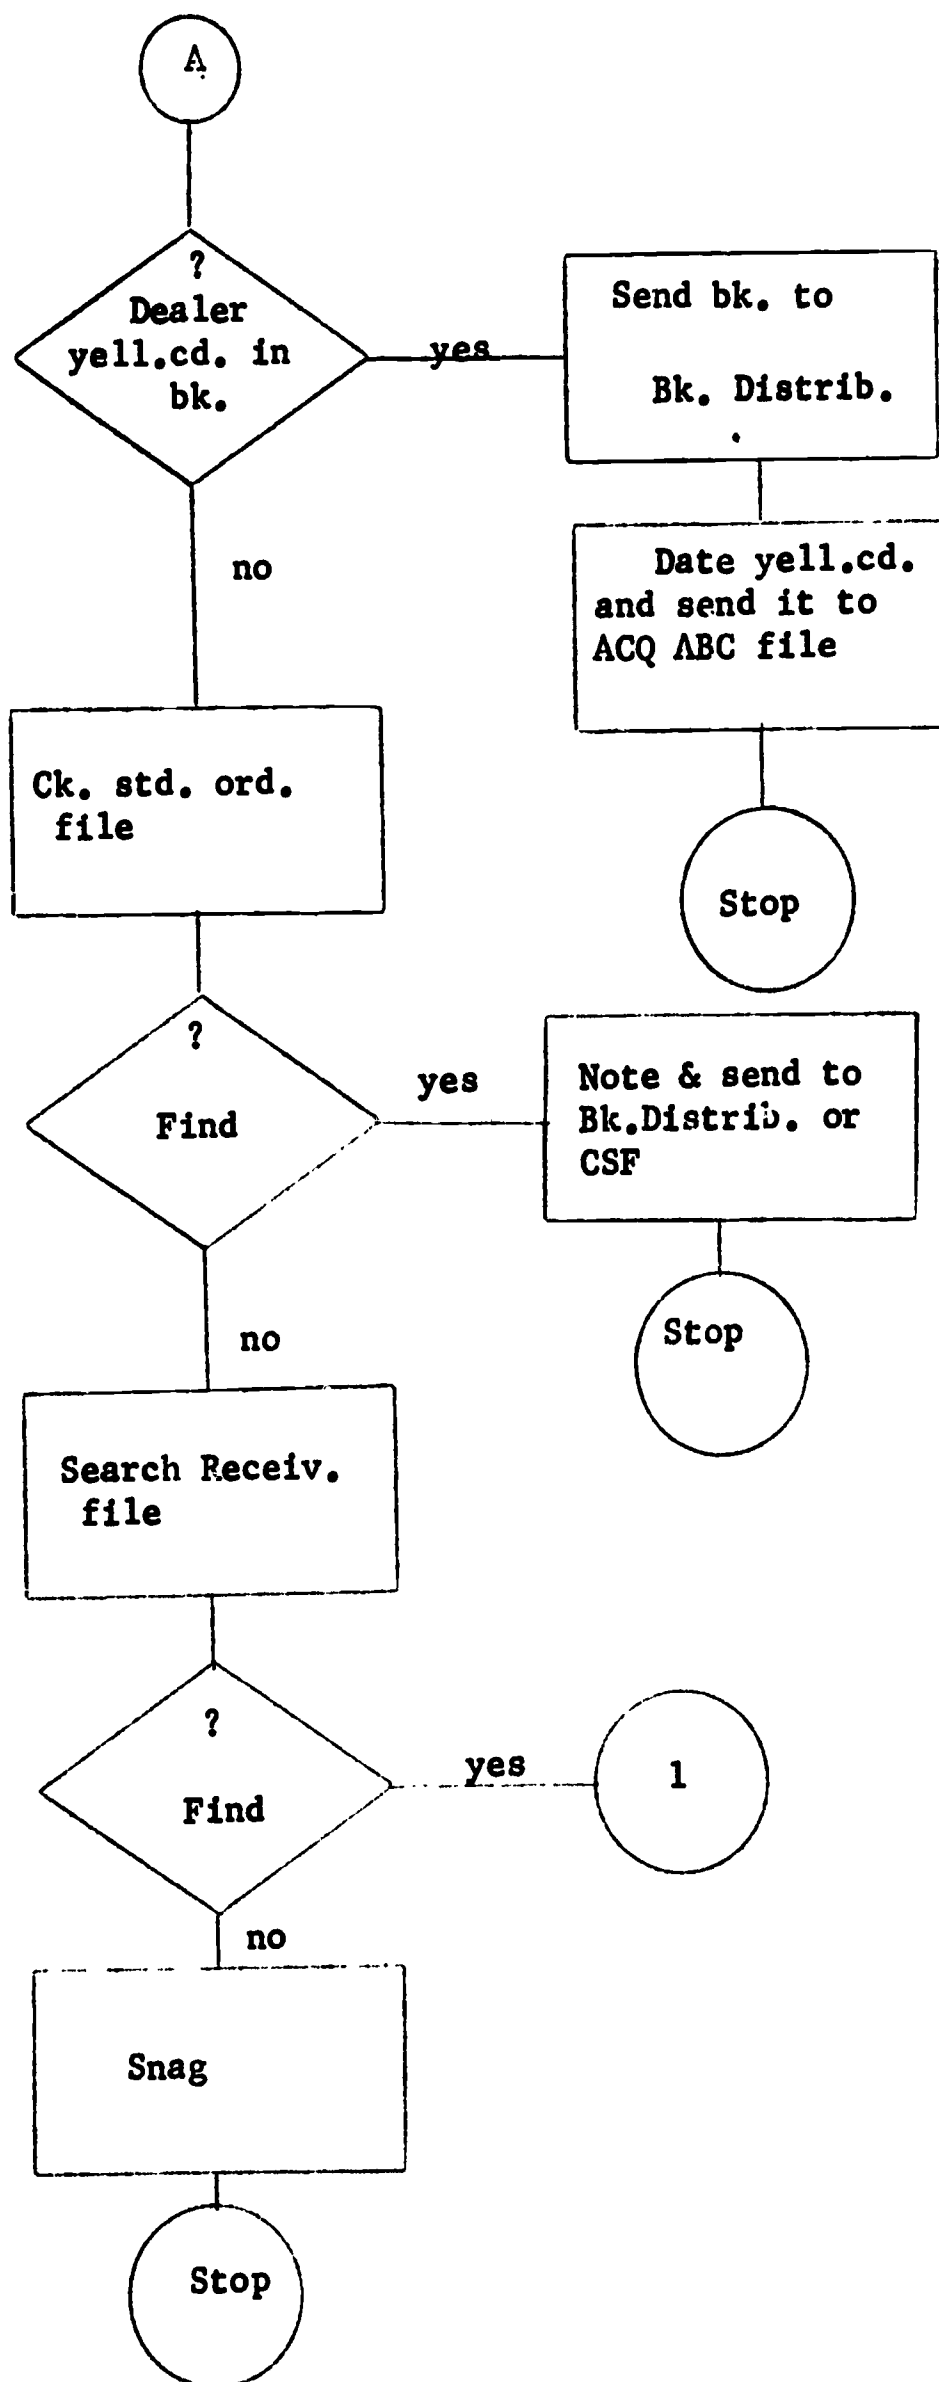 A
?
Dealer
yell.cd. in
bk.
yes
Send bk. to
Bk. Distrib.
no
Date yell.cd.
and send it to
ACQ ABC file
Ck. std. ord.
file
Stop
?
Find
yes
Note & send to
Bk.Distrib. or
CSF
Stop
no
Search Receiv.
file
?
Find
yes
1
no
Snag
Stop